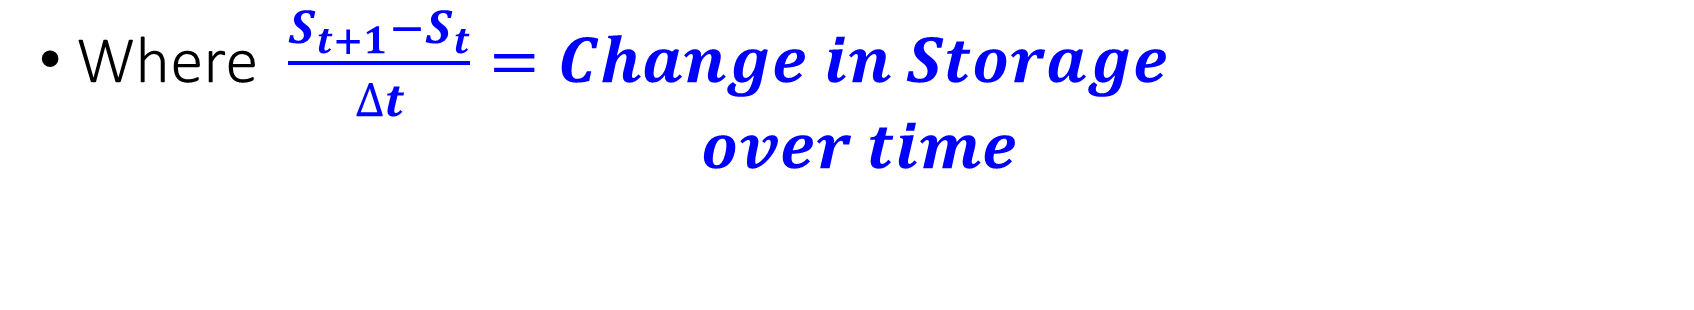 • Where (S_{t+1}−S_t)/Δt = Change in Storage
over time